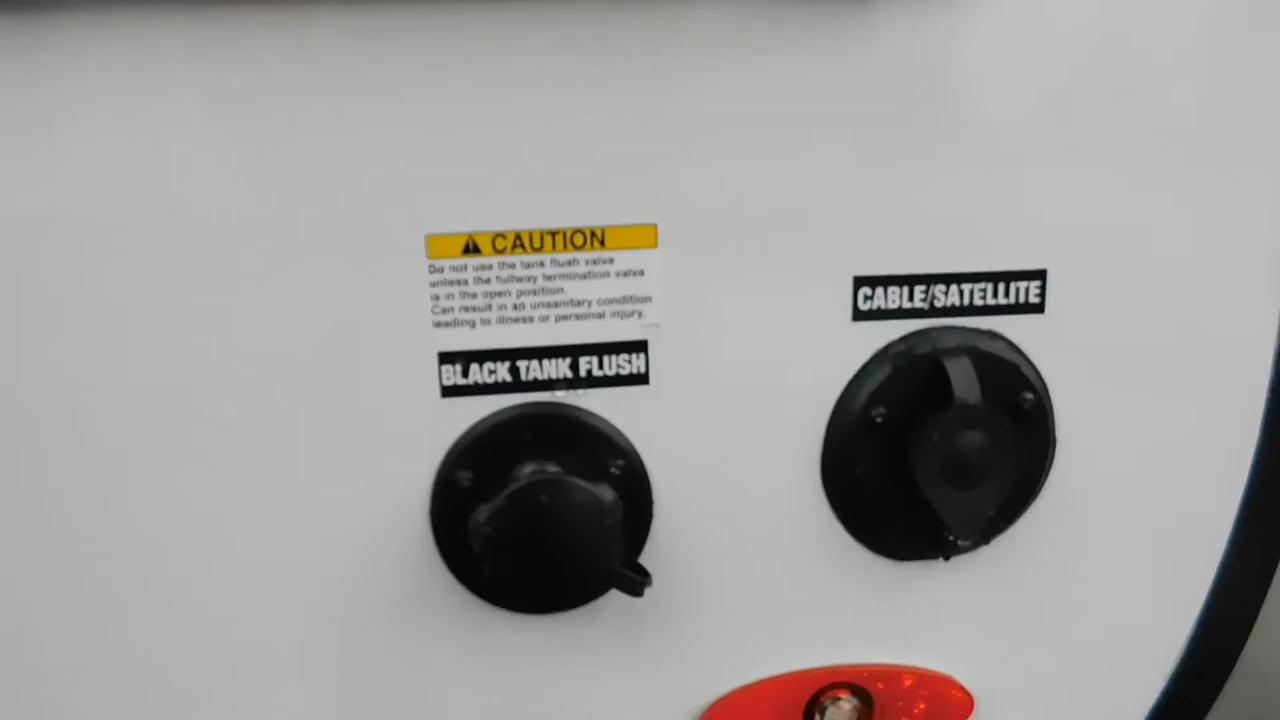 CAUTION
Do not use the tank flush valve
unless the fullway termination valve
is in the open position.
Can result in an unsanitary condition
leading to illness or personal injury.
BLACK TANK FLUSH
CABLE/SATELLITE